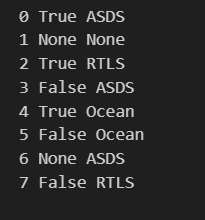 0 True ASDS
1 None None
2 True RTLS
3 False ASDS
4 True Ocean
5 False Ocean
6 None ASDS
7 False RTLS